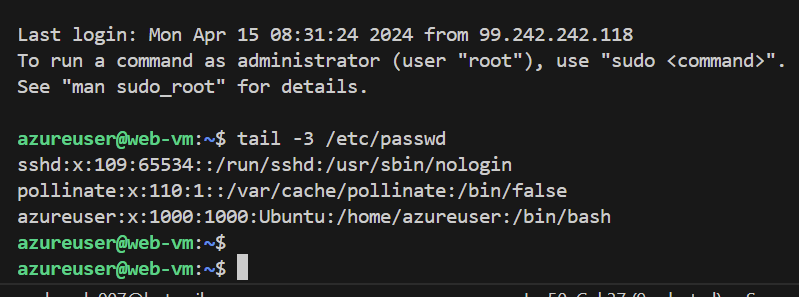 Last login: Mon Apr 15 08:31:24 2024 from 99.242.242.118
To run a command as administrator (user "root"), use "sudo <command>".
See "man sudo_root" for details.
azureuser@web-vm:~$ tail -3 /etc/passwd
sshd:x:109:65534::/run/sshd:/usr/sbin/nologin
pollinate:x:110:1::/var/cache/pollinate:/bin/false
azureuser:x:1000:1000:Ubuntu:/home/azureuser:/bin/bash
azureuser@web-vm:~$
azureuser@web-vm:~$